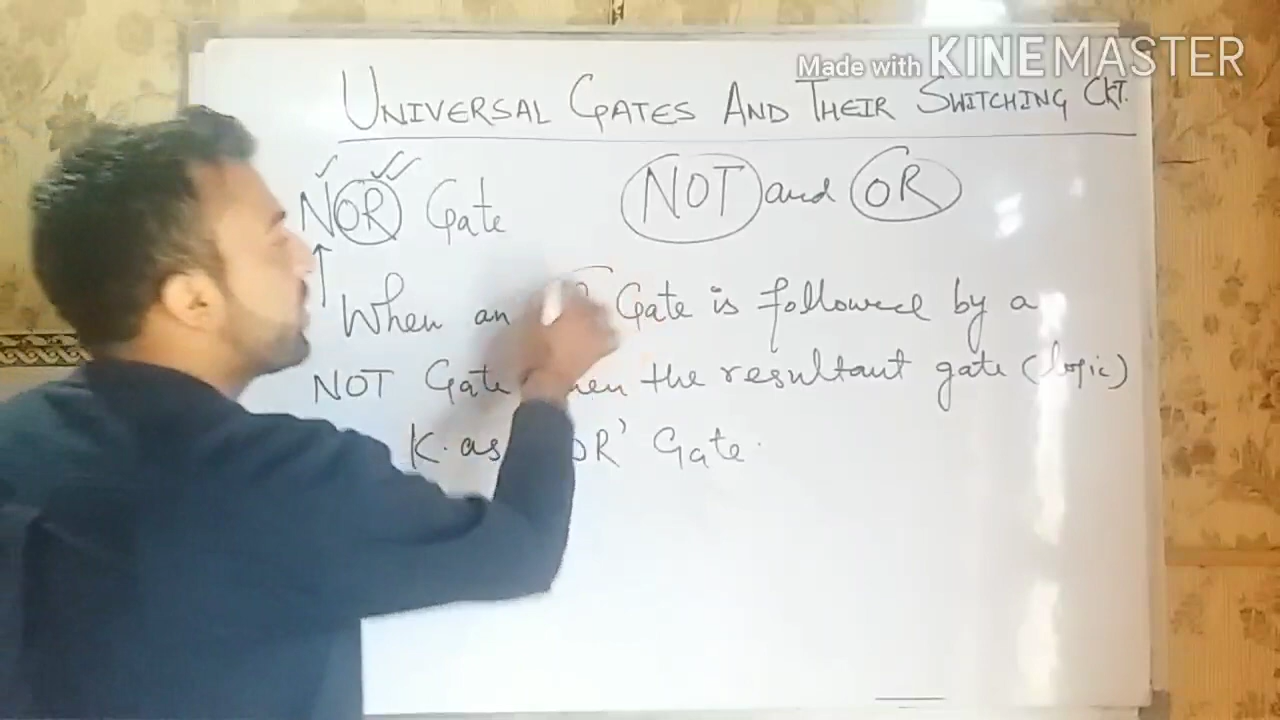 Made with KINEMASTER
UNIVERSAL GATES AND THEIR SWITCHING CKT.
NOR Gate NOT and OR
When an Gate is followed by a
NOT Gate the resultant gate (logic)
K. as Gate.